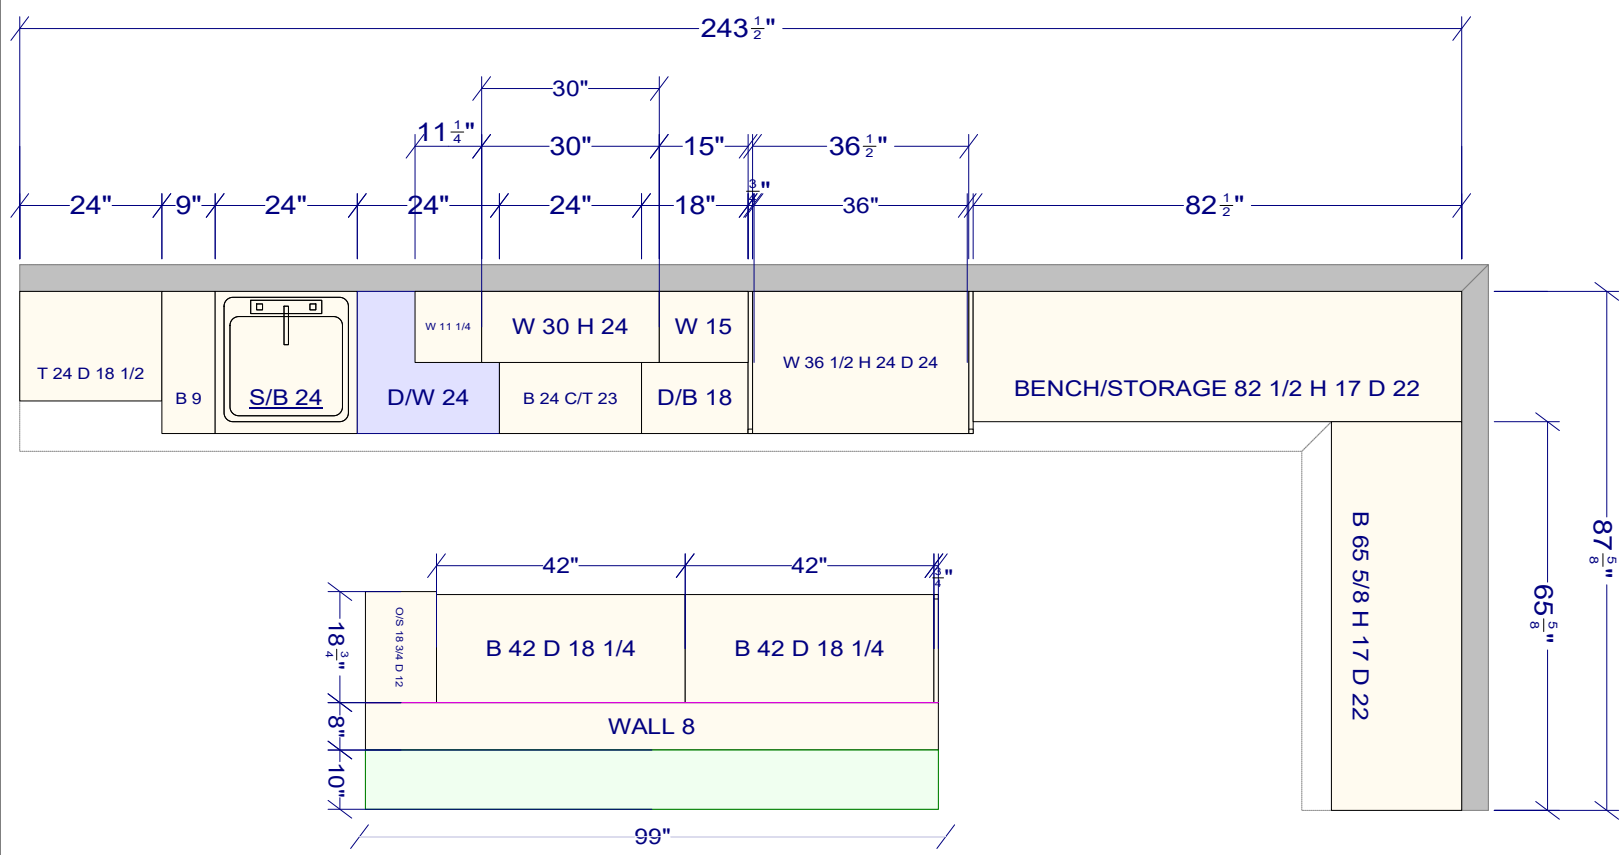 243 1/2"
30"
11 1/4" 30" 15" 36 1/2"
24" 9" 24" 24" 24" 18" 3/4" 36" 82 1/2"
W 11 1/4 W 30 H 24 W 15
W 36 1/2 H 24 D 24
T 24 D 18 1/2
B 9 S/B 24 D/W 24 B 24 C/T 23 D/B 18
BENCH/STORAGE 82 1/2 H 17 D 22
B 65 5/8 H 17 D 22
87 5/8"
65 5/8"
42" 42" 3/4"
18 3/4"
O/S 18 3/4 D 12
B 42 D 18 1/4 B 42 D 18 1/4
8"
WALL 8
10"
99"